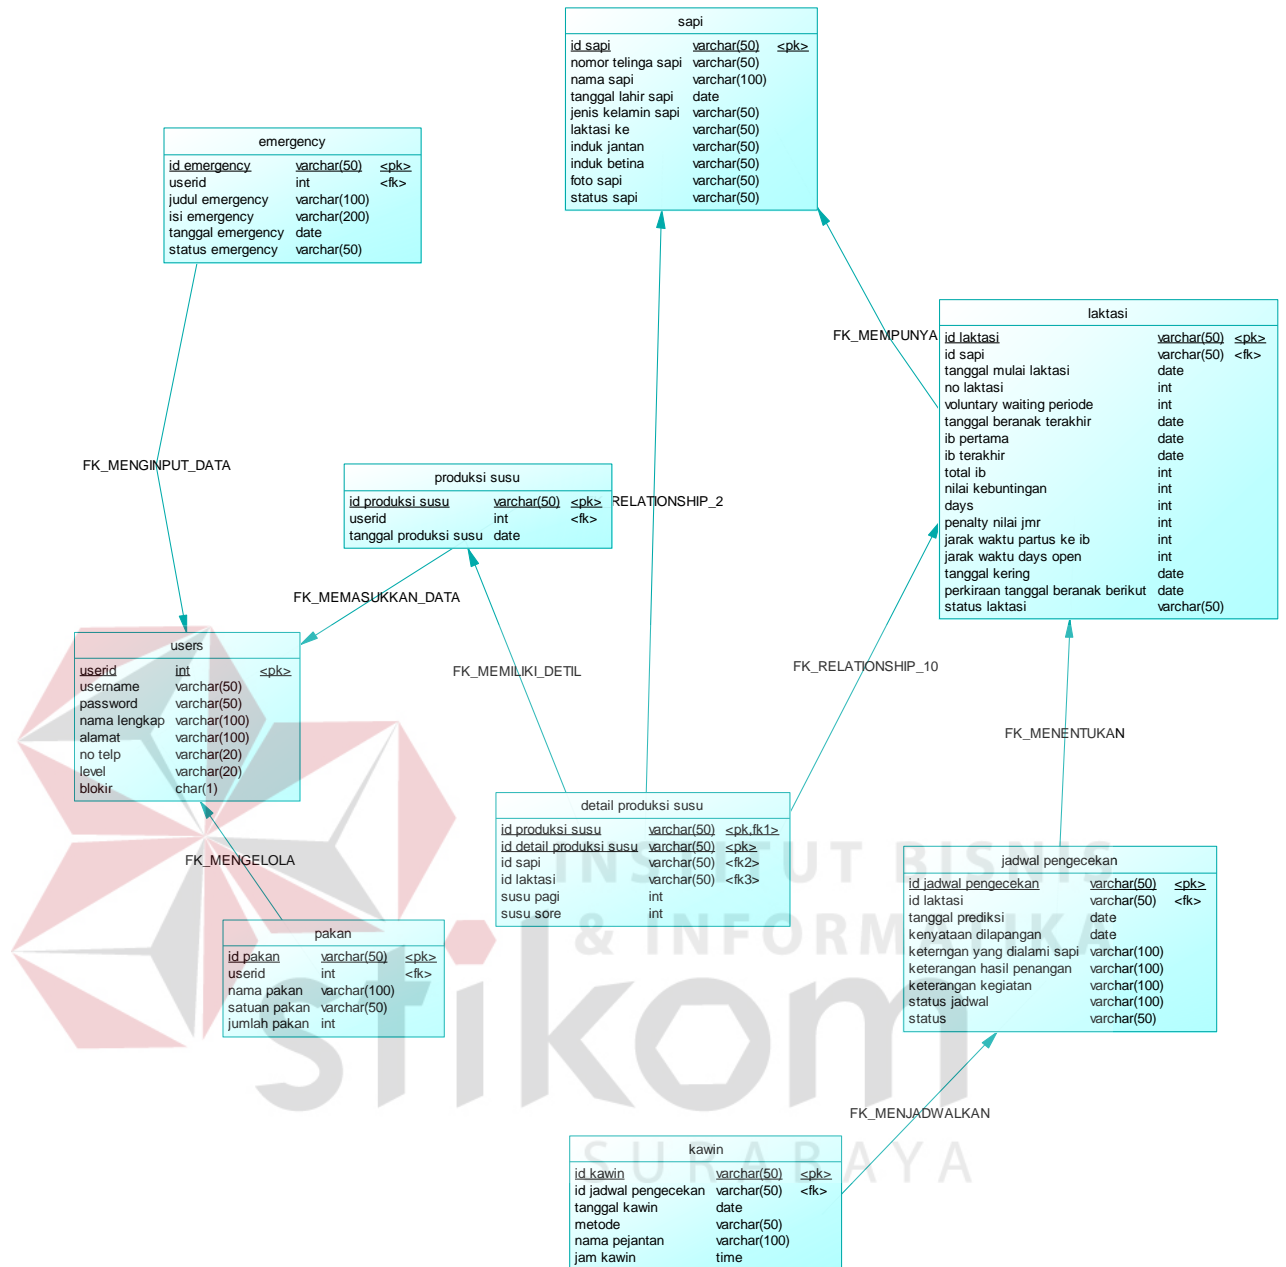 sapi
id sapi varchar(50) <pk>
nomor telinga sapi varchar(50)
nama sapi varchar(100)
tanggal lahir sapi date
jenis kelamin sapi varchar(50)
laktasi ke varchar(50)
induk jantan varchar(50)
induk betina varchar(50)
foto sapi varchar(50)
status sapi varchar(50)
emergency
id emergency varchar(50) <pk>
userid int <fk>
judul emergency varchar(100)
isi emergency varchar(200)
tanggal emergency date
status emergency varchar(50)
laktasi
id laktasi varchar(50) <pk>
id sapi varchar(50) <fk>
tanggal mulai laktasi date
no laktasi int
voluntary waiting periode int
tanggal beranak terakhir date
ib pertama date
ib terakhir date
total ib int
nilai kebuntingan int
days int
penalty nilai jmr int
jarak waktu partus ke ib int
jarak waktu days open int
tanggal kering date
perkiraan tanggal beranak berikut date
status laktasi varchar(50)
FK_MEMPUNYA
FK_MENGINPUT_DATA
produksi susu
id produksi susu varchar(50) <pk>
userid int <fk>
tanggal produksi susu date
RELATIONSHIP_2
FK_MEMASUKKAN_DATA
users
userid int <pk>
username varchar(50)
password varchar(50)
nama lengkap varchar(100)
alamat varchar(100)
no telp varchar(20)
level varchar(20)
blokir char(1)
FK_MEMILIKI_DETIL
FK_RELATIONSHIP_10
FK_MENENTUKAN
detail produksi susu
id produksi susu varchar(50) <pk,fk1>
id detail produksi susu varchar(50) <pk>
id sapi varchar(50) <fk2>
id laktasi varchar(50) <fk3>
susu pagi int
susu sore int
FK_MENGELOLA
jadwal pengecekan
id jadwal pengecekan varchar(50) <pk>
id laktasi varchar(50) <fk>
tanggal prediksi date
kenyataan dilapangan date
keterngan yang dialami sapi varchar(100)
keterangan hasil penangan varchar(100)
keterangan kegiatan varchar(100)
status jadwal varchar(100)
status varchar(50)
pakan
id pakan varchar(50) <pk>
userid int <fk>
nama pakan varchar(100)
satuan pakan varchar(50)
jumlah pakan int
INSTITUT BISNIS
& INFORMATIKA
stikom
SURABAYA
FK_MENJADWALKAN
kawin
id kawin varchar(50) <pk>
id jadwal pengecekan varchar(50) <fk>
tanggal kawin date
metode varchar(50)
nama pejantan varchar(100)
jam kawin time